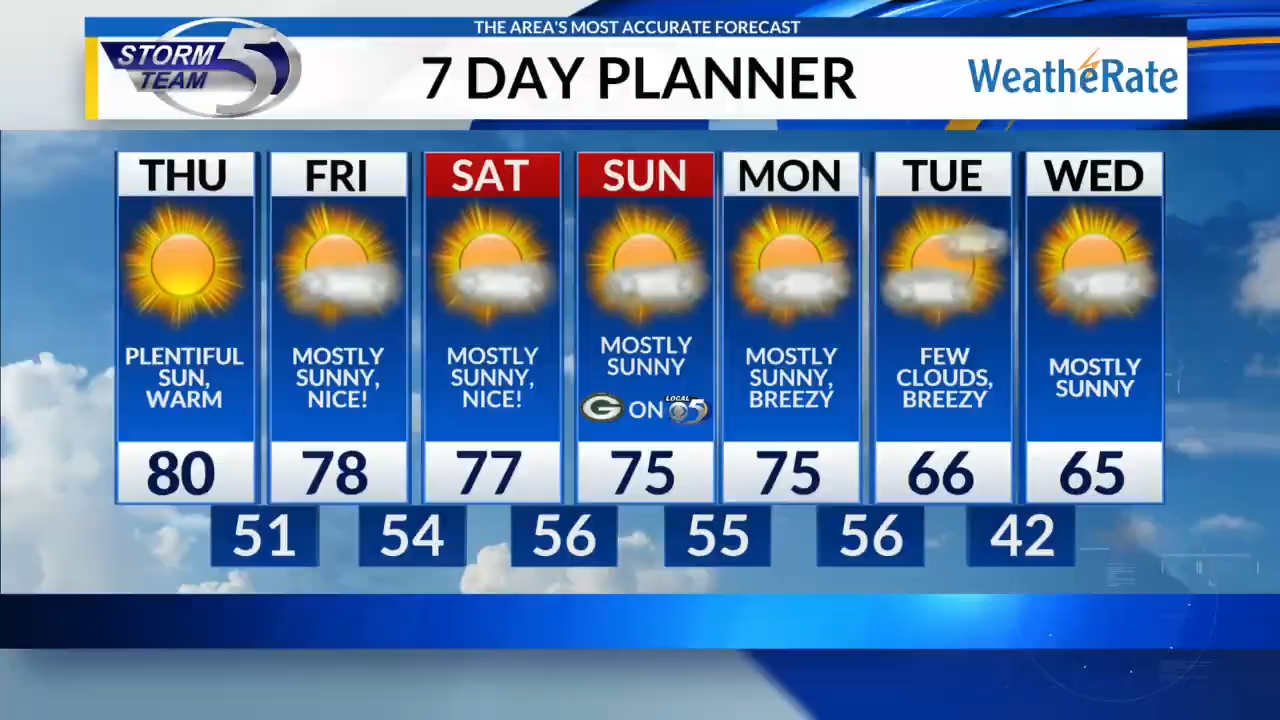 THE AREA'S MOST ACCURATE FORECAST
STORM TEAM 5
7 DAY PLANNER
WeatheRate
THU
FRI
SAT
SUN
MON
TUE
WED
PLENTIFUL
SUN,
WARM
MOSTLY
SUNNY,
NICE!
MOSTLY
SUNNY,
NICE!
MOSTLY
SUNNY
G ON LOCAL 5
MOSTLY
SUNNY,
BREEZY
FEW
CLOUDS,
BREEZY
MOSTLY
SUNNY
80
78
77
75
75
66
65
51
54
56
55
56
42